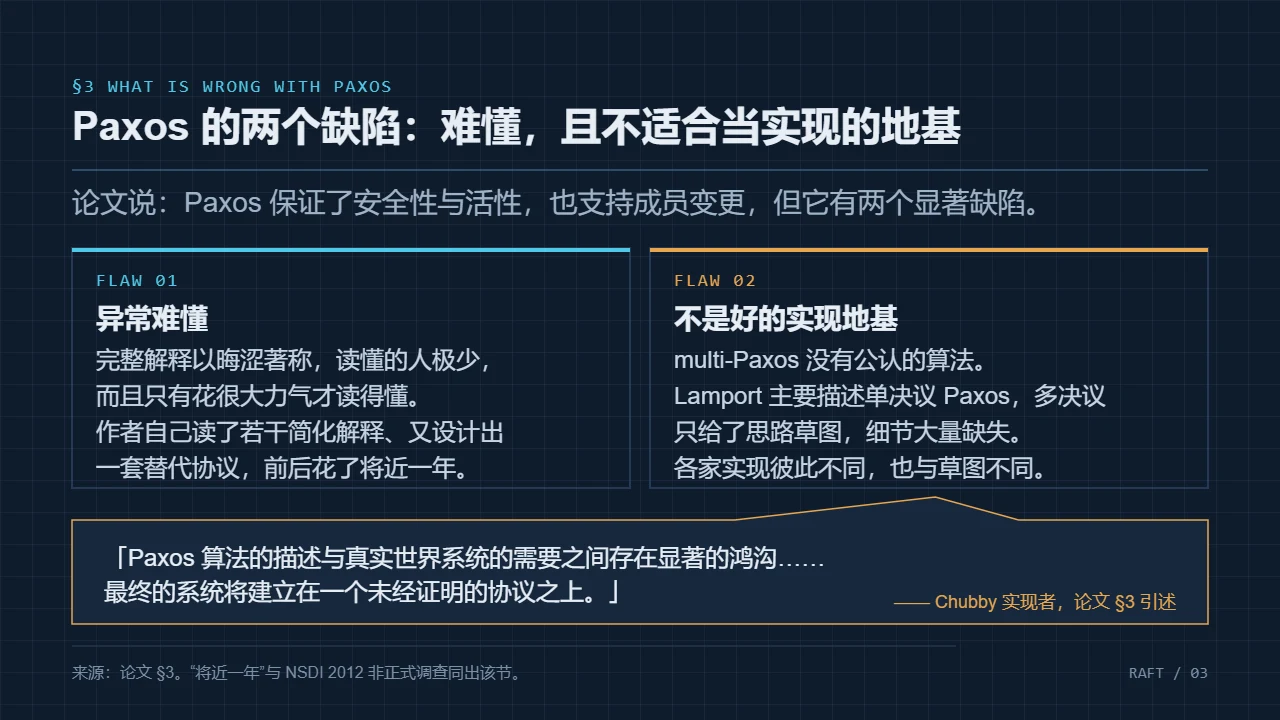 §3 WHAT IS WRONG WITH PAXOS
Paxos 的两个缺陷：难懂，且不适合当实现的地基
论文说：Paxos 保证了安全性与活性，也支持成员变更，但它有两个显著缺陷。
FLAW 01
异常难懂
完整解释以晦涩著称，读懂的人极少，
而且只有花很大力气才读得懂。
作者自己读了若干简化解释、又设计出
一套替代协议，前后花了将近一年。
FLAW 02
不是好的实现地基
multi-Paxos 没有公认的算法。
Lamport 主要描述单决议 Paxos，多决议
只给了思路草图，细节大量缺失。
各家实现彼此不同，也与草图不同。
「Paxos 算法的描述与真实世界系统的需要之间存在显著的鸿沟……
最终的系统将建立在一个未经证明的协议之上。」
—— Chubby 实现者，论文 §3 引述
来源：论文 §3。“将近一年”与 NSDI 2012 非正式调查同出该节。
RAFT / 03